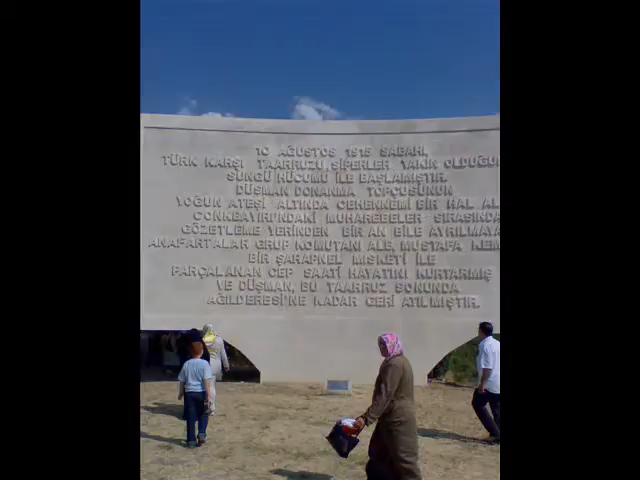 10 AĞUSTOS 1915 SABAHI,
TÜRK KARŞI TAARRUZU, SİPERLER YAKIN OLDUĞU
SÜNGÜ HÜCUMU İLE BAŞLAMIŞTIR.
DÜŞMAN DONANMA TOPÇUSUNUN
YOĞUN ATEŞİ ALTINDA CEHENNEMİ BİR HAL AL
CONKBAYIRI'NDAKİ MUHAREBELER SIRASINDA
GÖZETLEME YERİNDEN BİR AN BİLE AYRILMAYA
ANAFARTALAR GRUP KOMUTANI ALB. MUSTAFA KEM
BİR ŞARAPNEL MİSKETİ İLE
PARÇALANAN CEP SAATİ HAYATINI KURTARMIŞ
VE DÜŞMAN, BU TAARRUZ SONUNDA
AĞILDERESİ'NE KADAR GERİ ATILMIŞTIR.